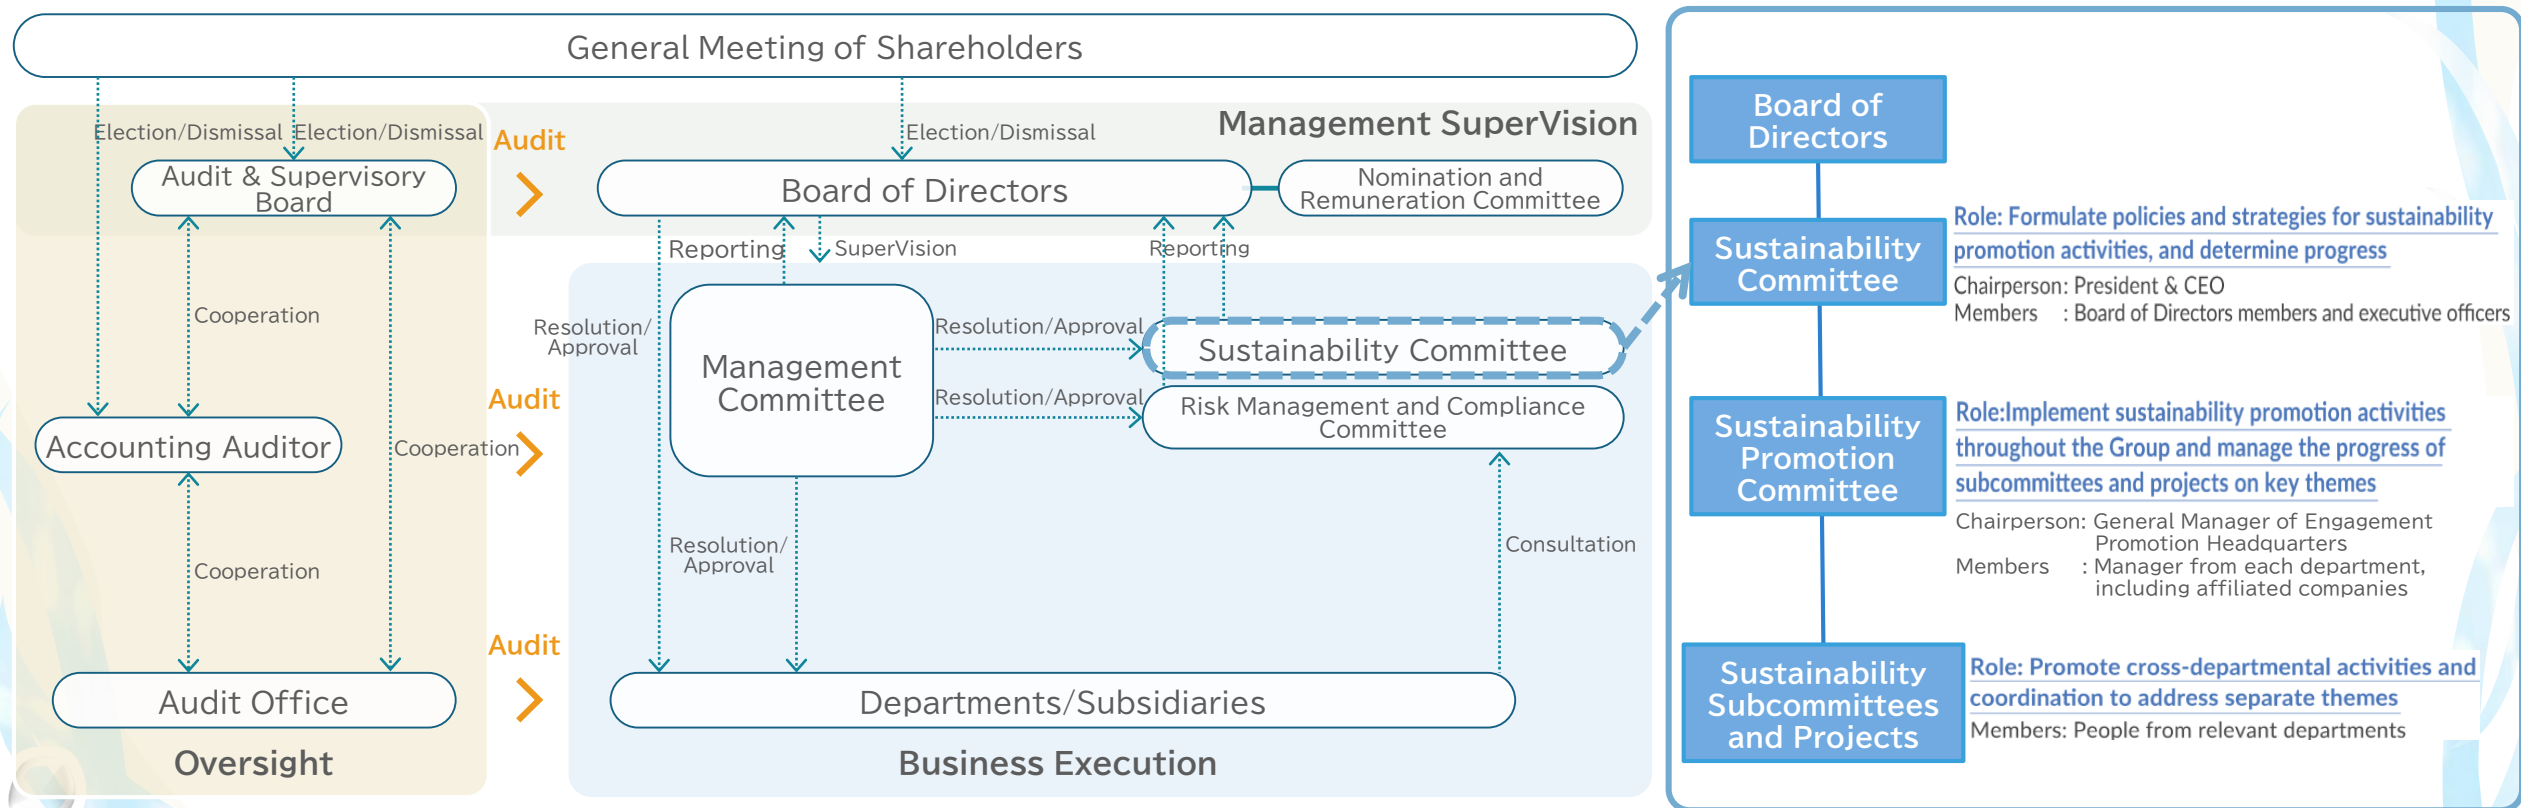 General Meeting of Shareholders
Election/Dismissal
Election/Dismissal
Audit
Election/Dismissal
Management SuperVision
Audit & Supervisory
Board
Board of Directors
Nomination and
Remuneration Committee
Reporting
SuperVision
Reporting
Cooperation
Resolution/
Approval
Resolution/Approval
Sustainability Committee
Management
Committee
Audit
Resolution/Approval
Risk Management and Compliance
Committee
Accounting Auditor
Cooperation
Cooperation
Resolution/
Approval
Consultation
Audit
Audit Office
Departments/Subsidiaries
Oversight
Business Execution
Board of
Directors
Sustainability
Committee
Role: Formulate policies and strategies for sustainability
promotion activities, and determine progress
Chairperson: President & CEO
Members : Board of Directors members and executive officers
Sustainability
Promotion
Committee
Role:Implement sustainability promotion activities
throughout the Group and manage the progress of
subcommittees and projects on key themes
Chairperson: General Manager of Engagement
Promotion Headquarters
Members : Manager from each department,
including affiliated companies
Sustainability
Subcommittees
and Projects
Role: Promote cross-departmental activities and
coordination to address separate themes
Members: People from relevant departments